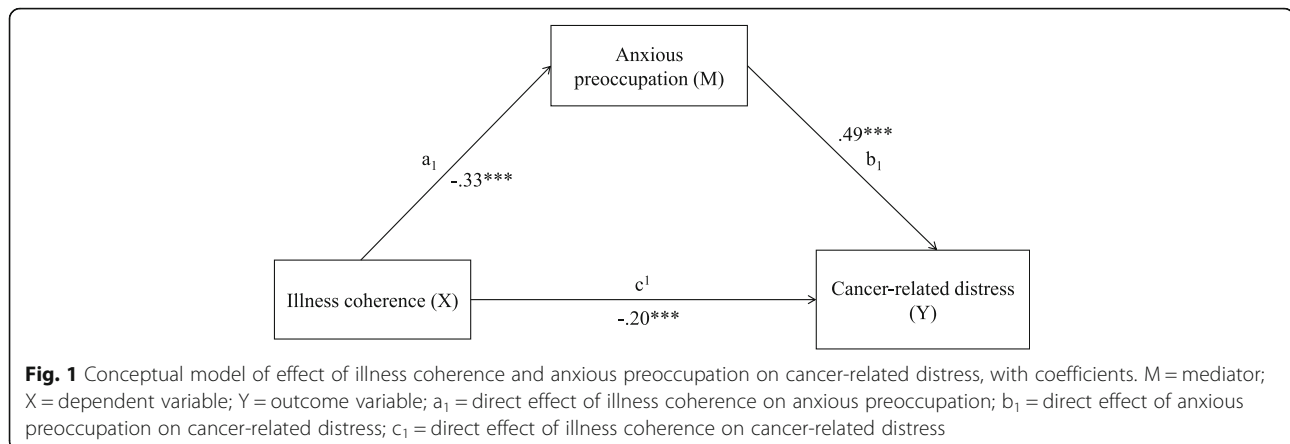 Anxious
preoccupation (M)
.49***
a₁
b₁
-.33***
Illness coherence (X)
c¹
Cancer-related distress
(Y)
-.20***
Fig. 1 Conceptual model of effect of illness coherence and anxious preoccupation on cancer-related distress, with coefficients. M = mediator;
X = dependent variable; Y = outcome variable; a₁ = direct effect of illness coherence on anxious preoccupation; b₁ = direct effect of anxious
preoccupation on cancer-related distress; c₁ = direct effect of illness coherence on cancer-related distress